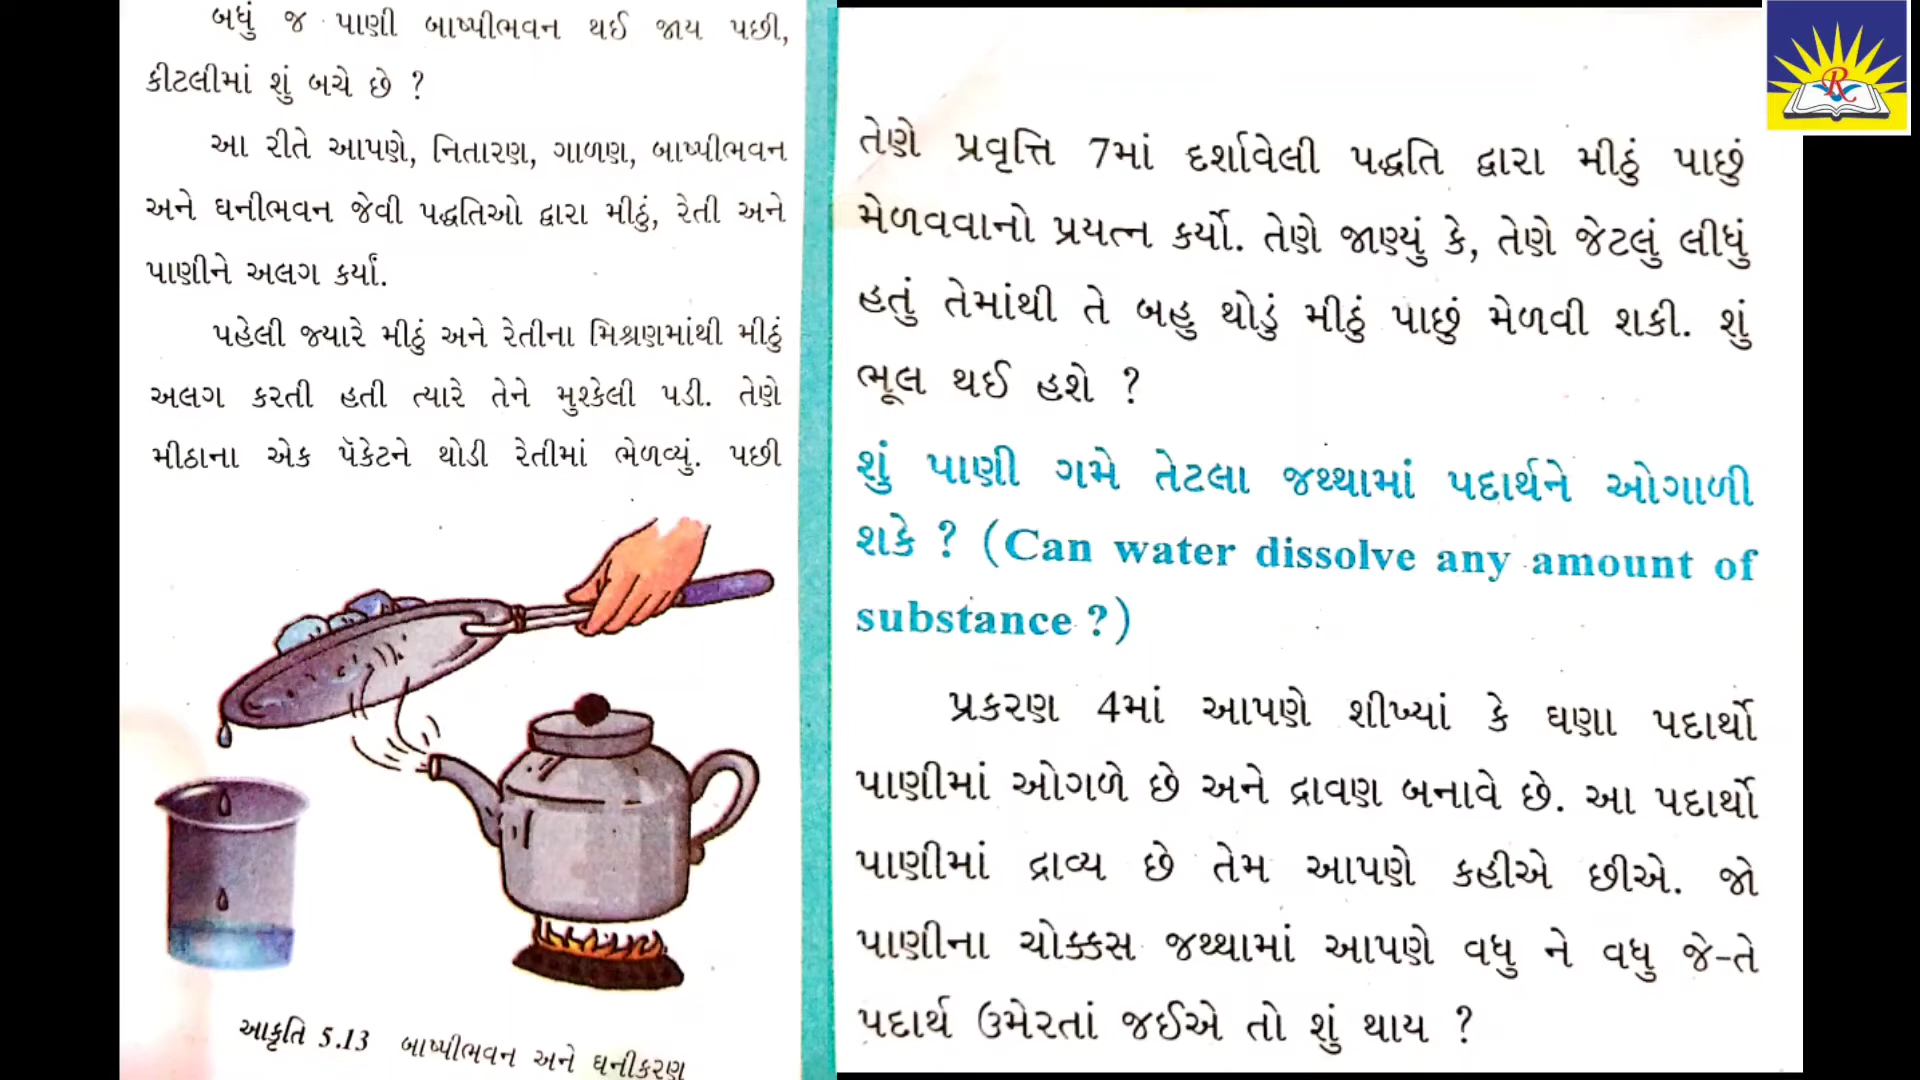 બધું જ પાણી બાષ્પીભવન થઈ જાય પછી,
કીટલીમાં શું બચે છે ?
આ રીતે આપણે, નિતારણ, ગાળણ, બાષ્પીભવન
અને ઘનીભવન જેવી પદ્ધતિઓ દ્વારા મીઠું, રેતી અને
પાણીને અલગ કર્યાં.
પહેલી જ્યારે મીઠું અને રેતીના મિશ્રણમાંથી મીઠું
અલગ કરતી હતી ત્યારે તેને મુશ્કેલી પડી. તેણે
મીઠાના એક પૅકેટને થોડી રેતીમાં ભેળવ્યું. પછી
આકૃતિ 5.13 બાષ્પીભવન અને ઘનીકરણ
તેણે પ્રવૃત્તિ 7માં દર્શાવેલી પદ્ધતિ દ્વારા મીઠું પાછું
મેળવવાનો પ્રયત્ન કર્યો. તેણે જાણ્યું કે, તેણે જેટલું લીધું
હતું તેમાંથી તે બહુ થોડું મીઠું પાછું મેળવી શકી. શું
ભૂલ થઈ હશે ?
શું પાણી ગમે તેટલા જથ્થામાં પદાર્થને ઓગાળી
શકે ? (Can water dissolve any amount of
substance ?)
પ્રકરણ 4માં આપણે શીખ્યાં કે ઘણા પદાર્થો
પાણીમાં ઓગળે છે અને દ્રાવણ બનાવે છે. આ પદાર્થો
પાણીમાં દ્રાવ્ય છે તેમ આપણે કહીએ છીએ. જો
પાણીના ચોક્કસ જથ્થામાં આપણે વધુ ને વધુ જે-તે
પદાર્થ ઉમેરતાં જઈએ તો શું થાય ?
R